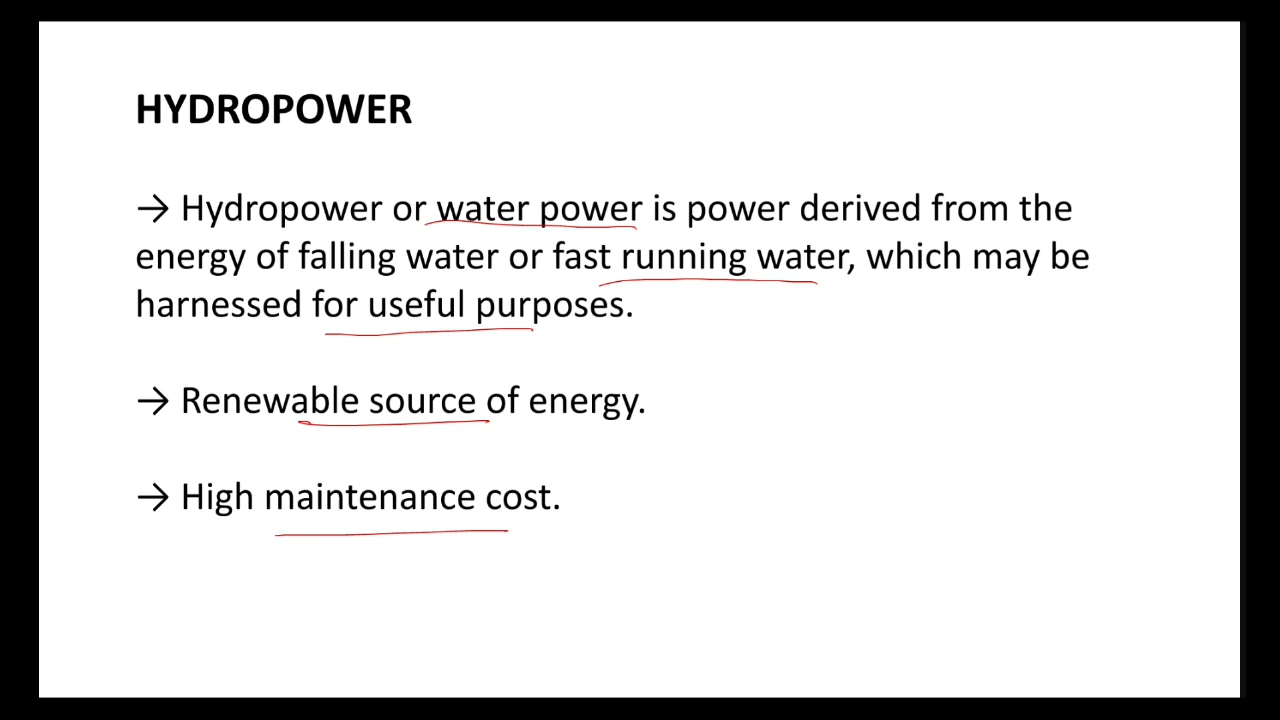 HYDROPOWER
→ Hydropower or water power is power derived from the
energy of falling water or fast running water, which may be
harnessed for useful purposes.
→ Renewable source of energy.
→ High maintenance cost.